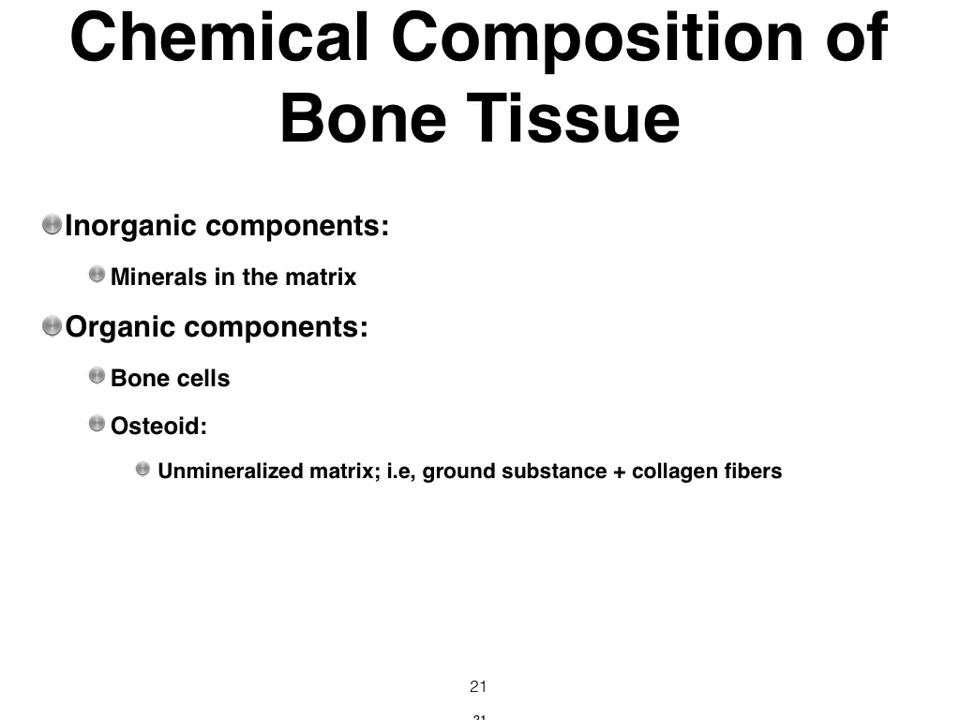 Chemical Composition of
Bone Tissue
Inorganic components:
Minerals in the matrix
Organic components:
Bone cells
Osteoid:
Unmineralized matrix; i.e, ground substance + collagen fibers
21
21